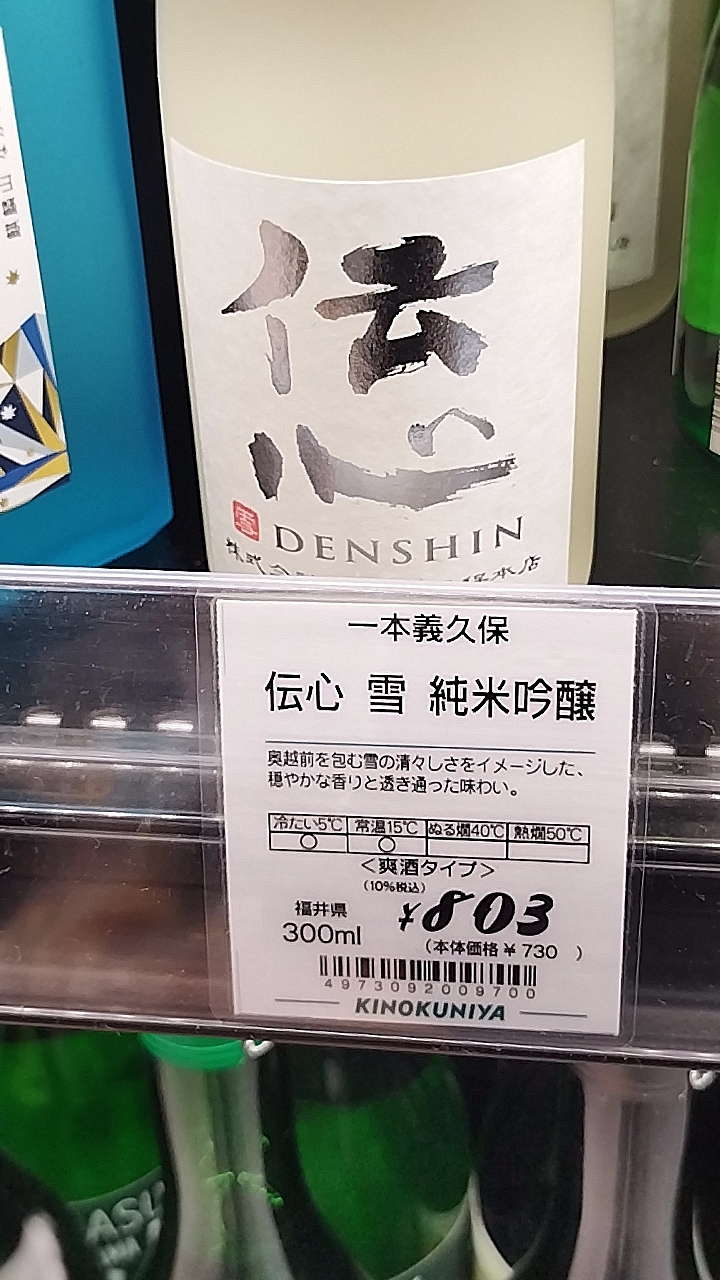 伝
心
雪
DENSHIN
一本義久保
伝心 雪 純米吟醸
奥越前を包む雪の清々しさをイメージした、
穏やかな香りと透き通った味わい。
冷たい5℃ 常温15℃ ぬる燗40℃ 熱燗50℃
○ ○
＜爽酒タイプ＞
(10%税込)
福井県 ¥803
300ml (本体価格¥730 )
4973092009700
KINOKUNIYA